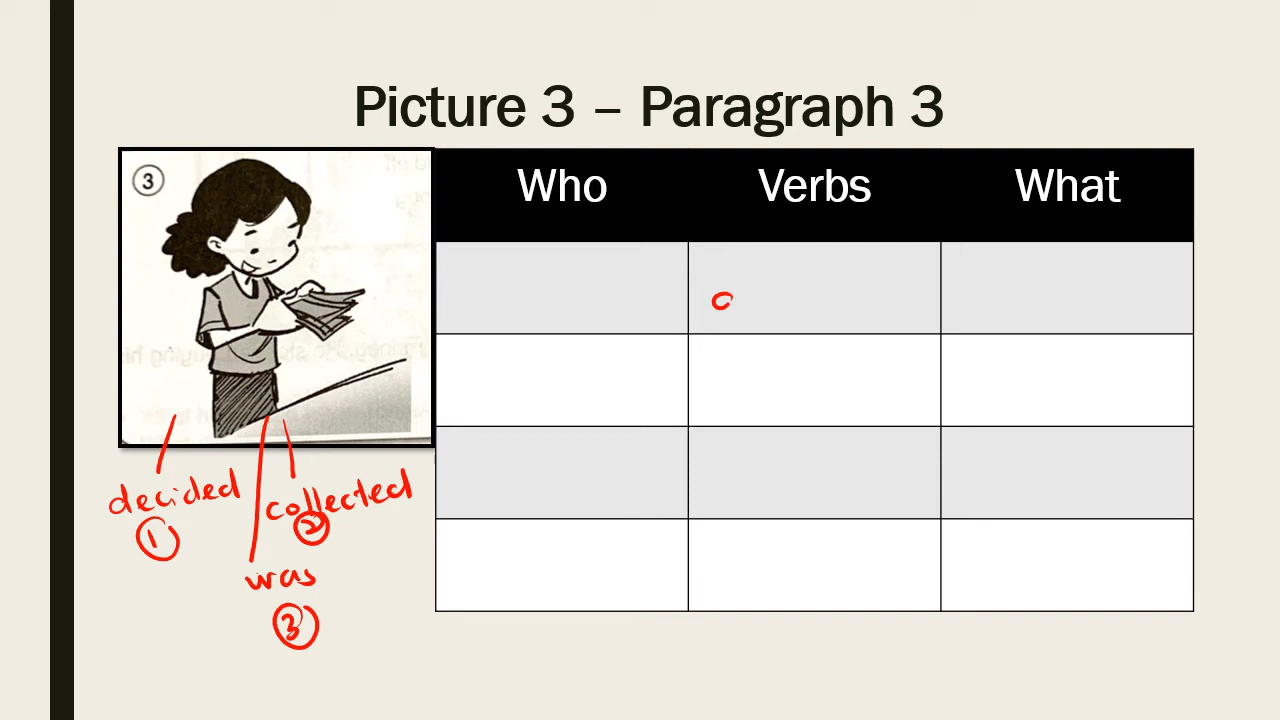 Picture 3 – Paragraph 3
3
Who Verbs What
decided
collected
1
2
was
3